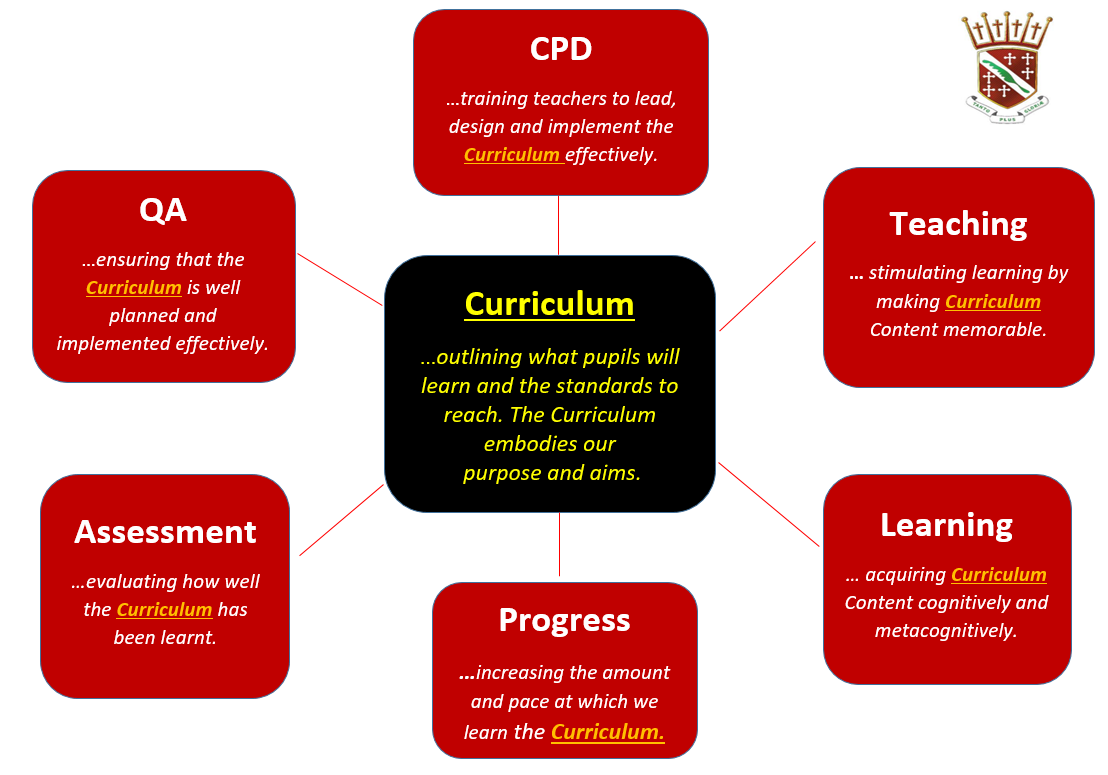 CPD
...training teachers to lead,
design and implement the
Curriculum effectively.
TANTO PLUS GLORIA
QA
...ensuring that the
Curriculum is well
planned and
implemented effectively.
Teaching
... stimulating learning by
making Curriculum
Content memorable.
Curriculum
...outlining what pupils will
learn and the standards to
reach. The Curriculum
embodies our
purpose and aims.
Assessment
...evaluating how well
the Curriculum has
been learnt.
Learning
... acquiring Curriculum
Content cognitively and
metacognitively.
Progress
...increasing the amount
and pace at which we
learn the Curriculum.